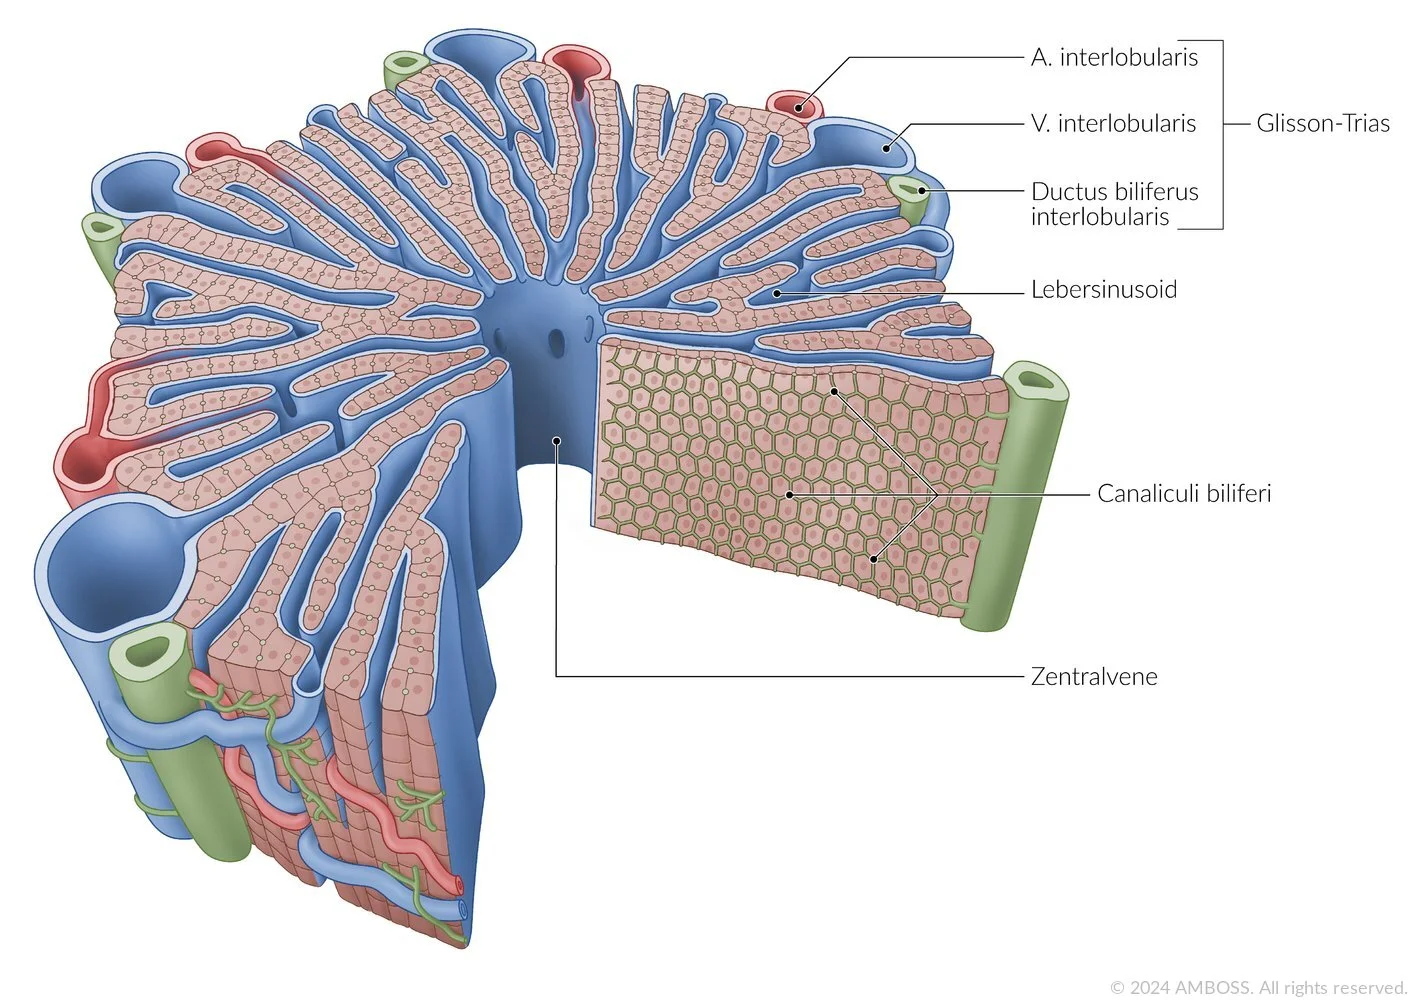 A. interlobularis
V. interlobularis
Glisson-Trias
Ductus biliferus
interlobularis
Lebersinusoid
Canaliculi biliferi
Zentralvene
© 2024 AMBOSS. All rights reserved.